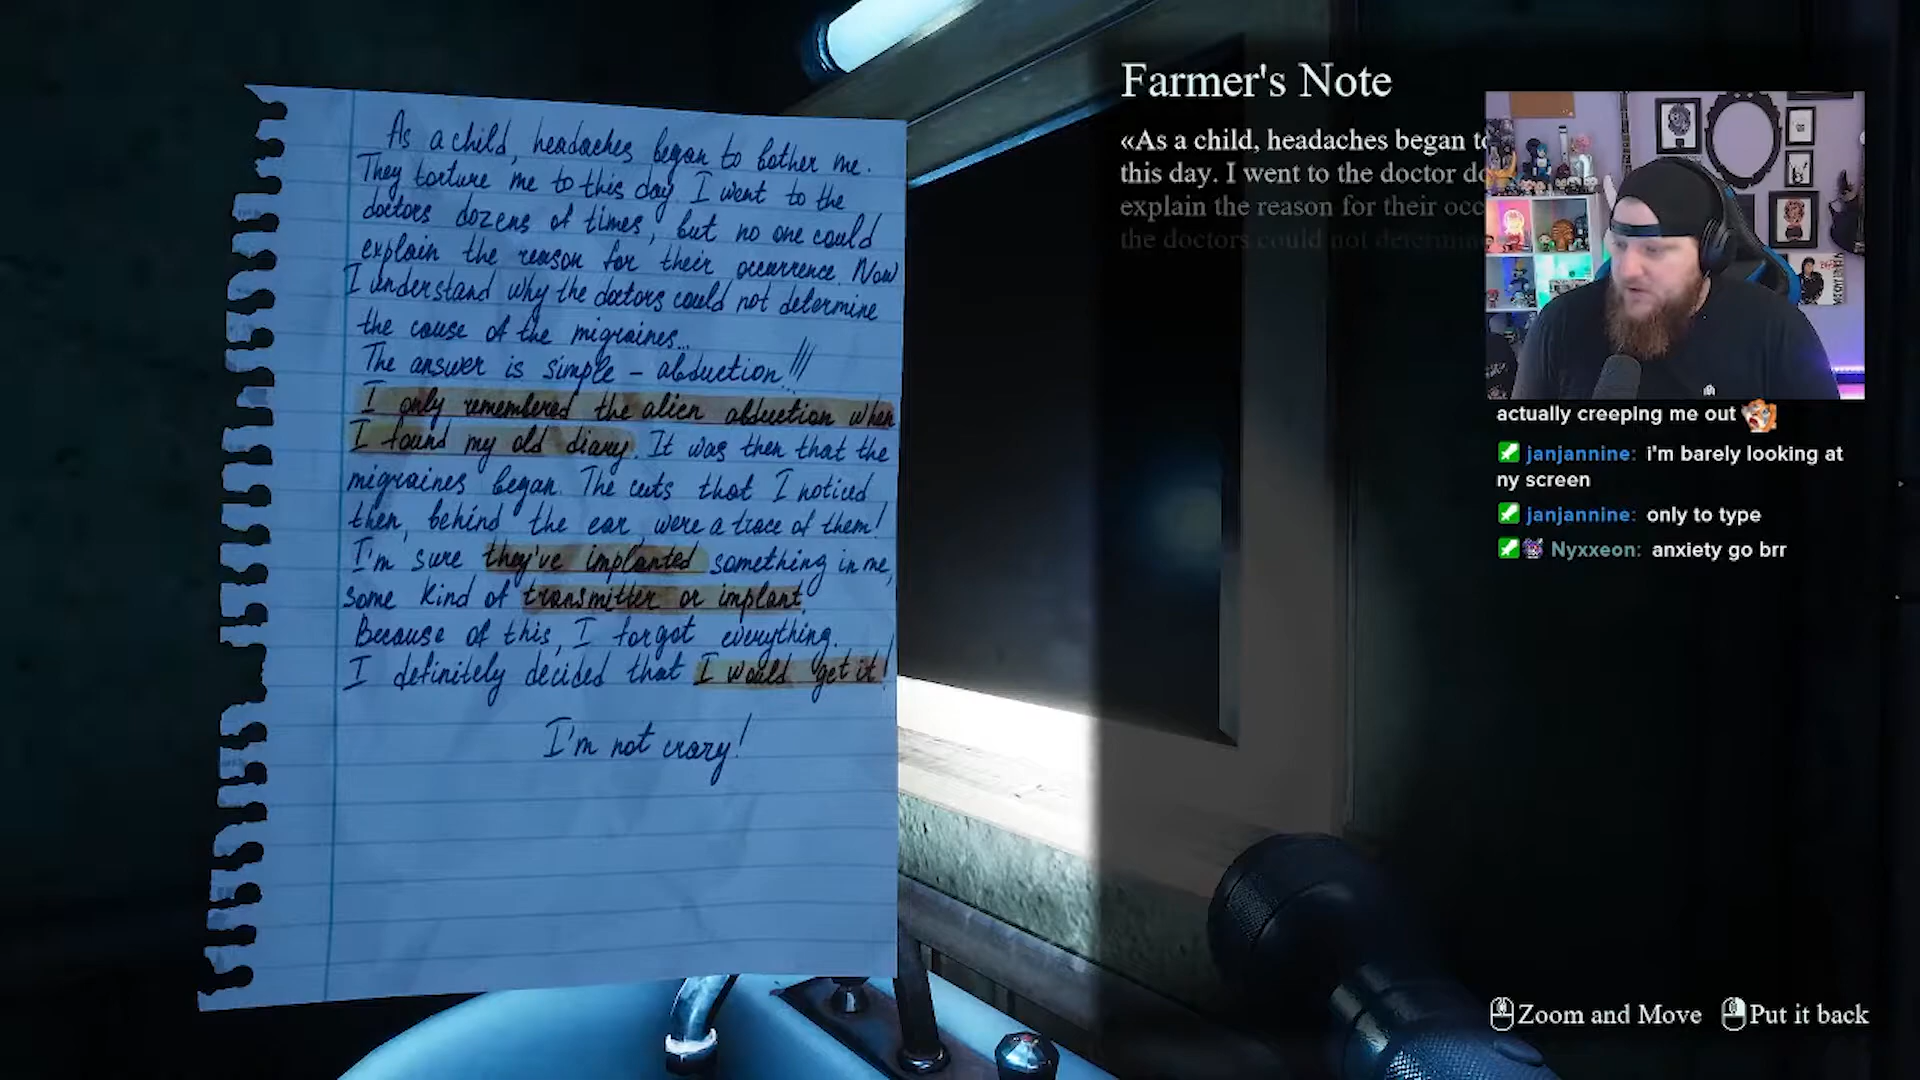 As a child, headaches began to bother me.
They torture me to this day. I went to the
doctors dozens of times, but no one could
explain the reason for their occurrence. Now
I understand why the doctors could not determine
the cause of the migraines...
The answer is simple - abduction!!!
I only remembered the alien abduction when
I found my old diary. It was then that the
migraines began. The cuts that I noticed
then, behind the ear, were a trace of them!
I'm sure they've implanted something in me,
some kind of transmitter or implant.
Because of this, I forgot everything.
I definitely decided that I would get it!
I'm not crazy!
Farmer's Note
«As a child, headaches began to
this day. I went to the doctor do
explain the reason for their occ
the doctors could not determine
actually creeping me out
janjannine: i'm barely looking at
ny screen
janjannine: only to type
Nyxxeon: anxiety go brr
Zoom and Move
Put it back